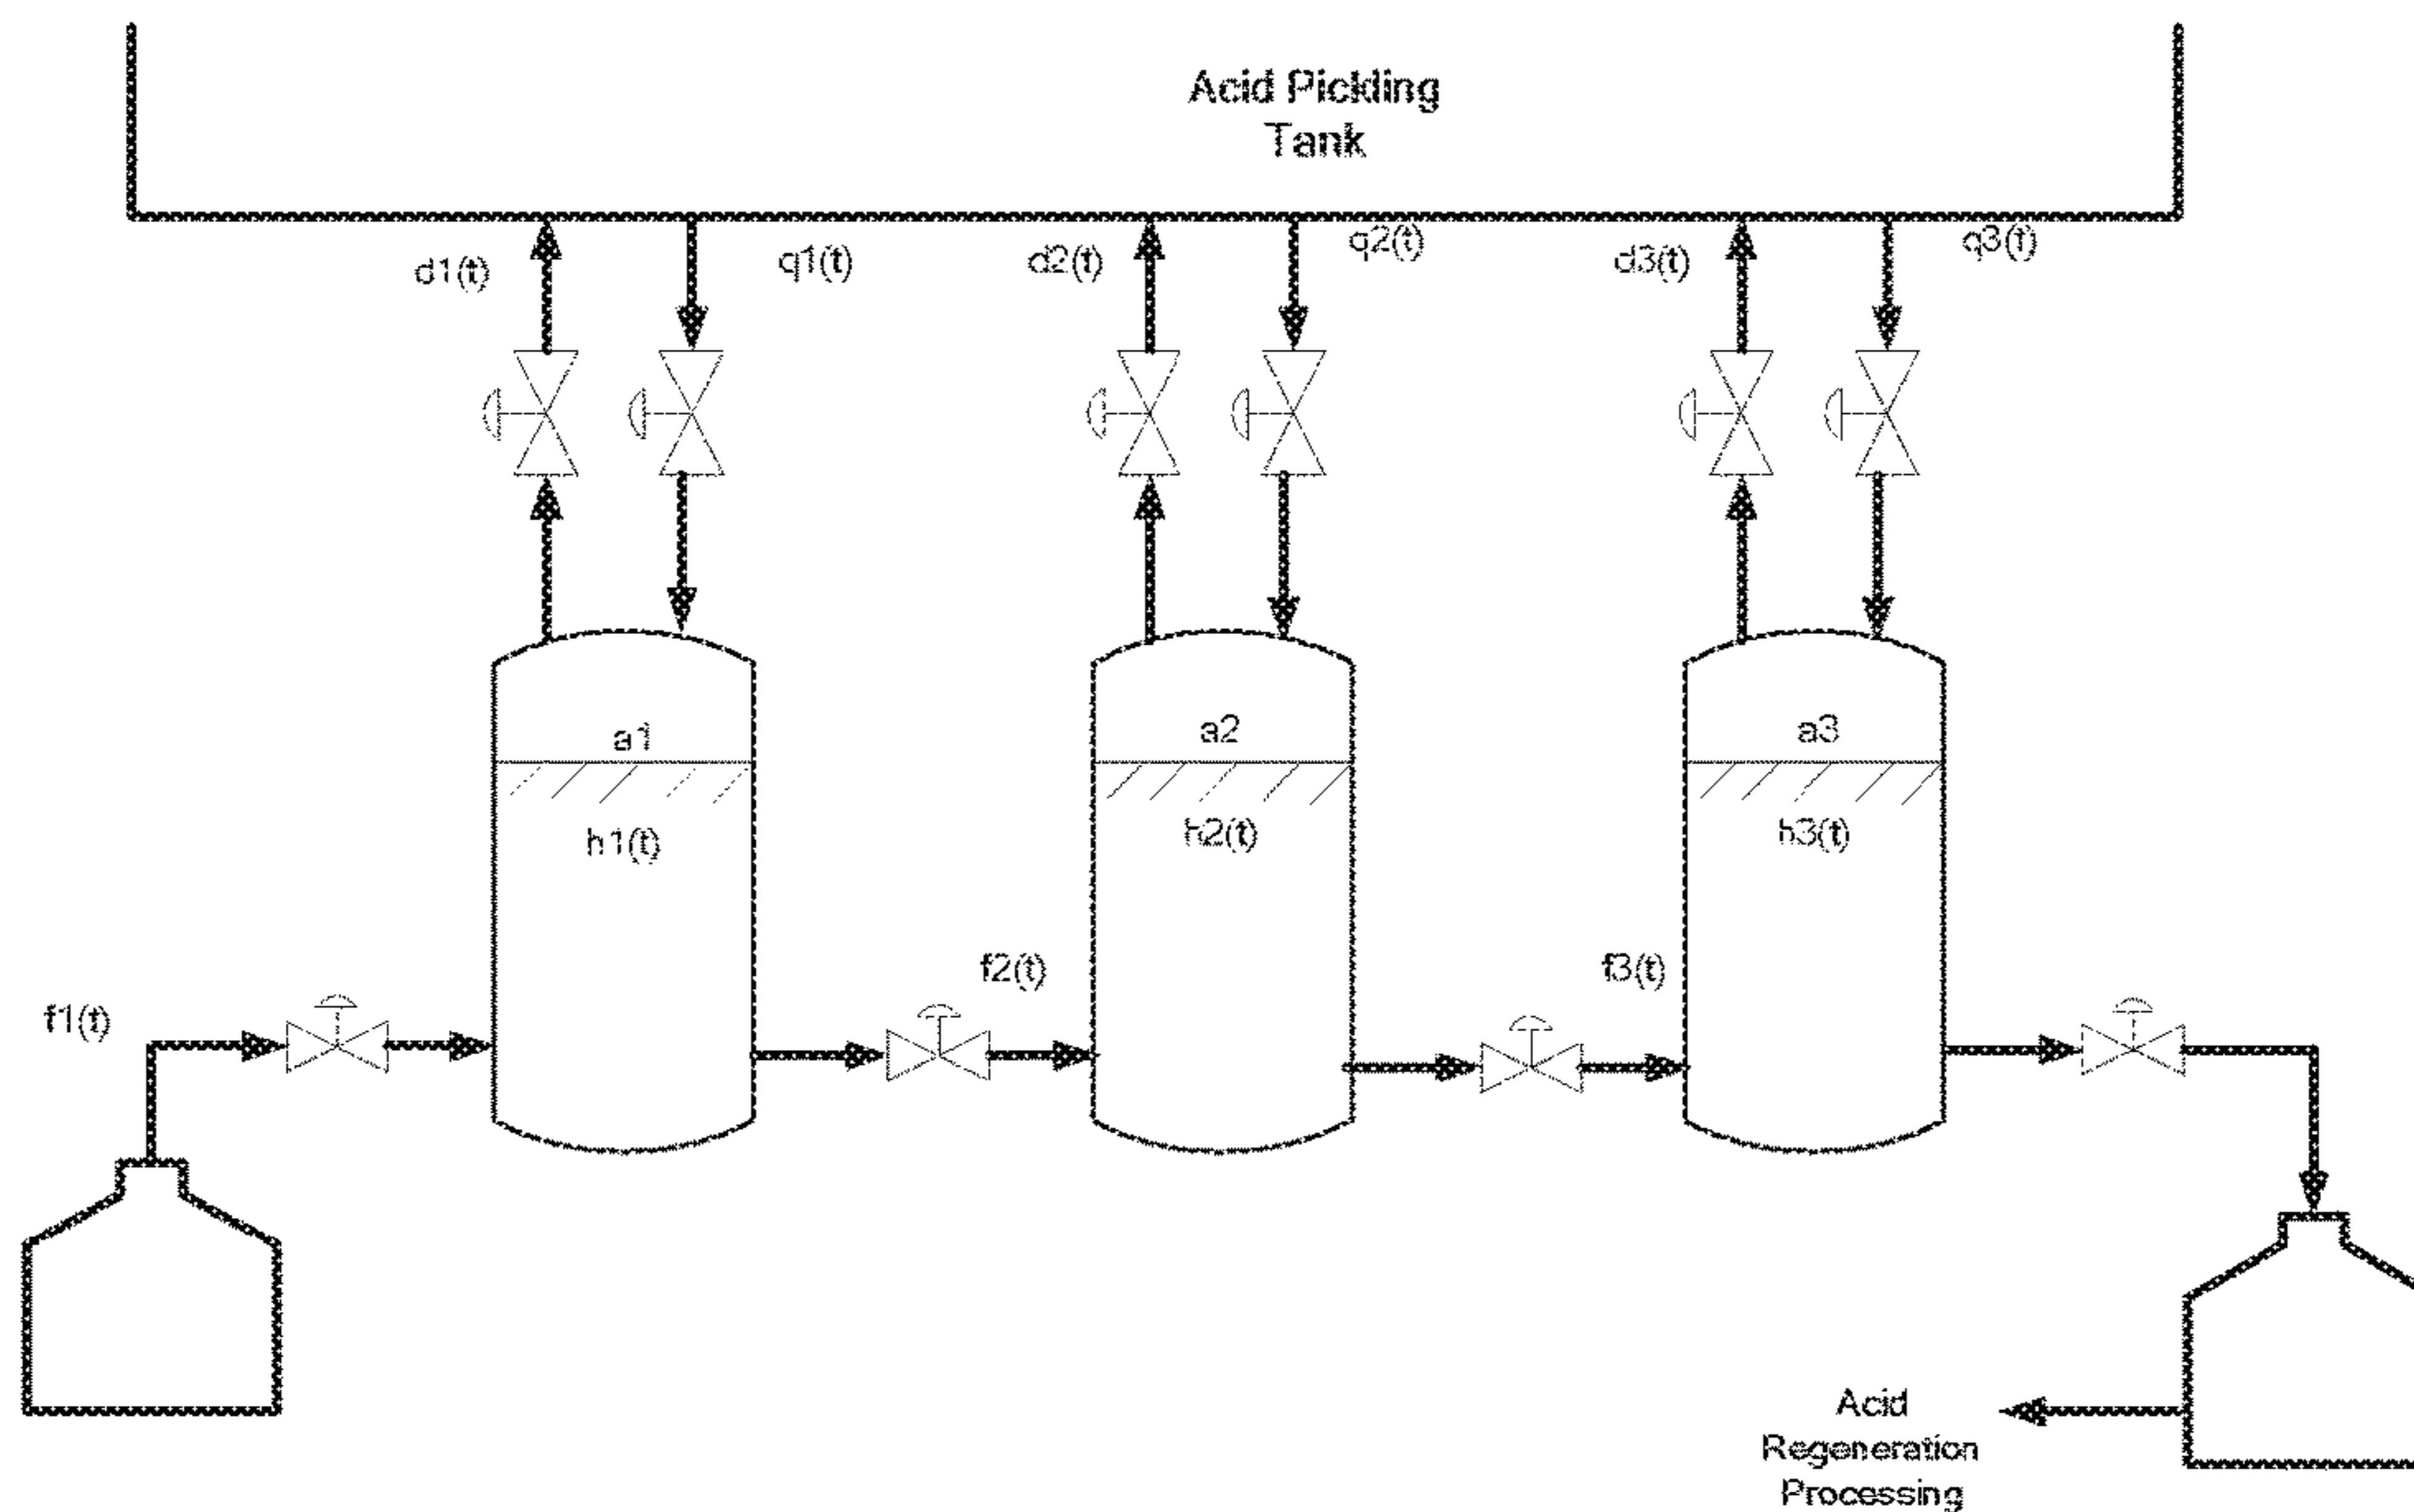 Acid Pickling
Tank
d1(t)
q1(t)
d2(t)
q2(t)
d3(t)
q3(t)
a1
a2
a3
h1(t)
h2(t)
h3(t)
f1(t)
f2(t)
f3(t)
Acid
Regeneration
Processing